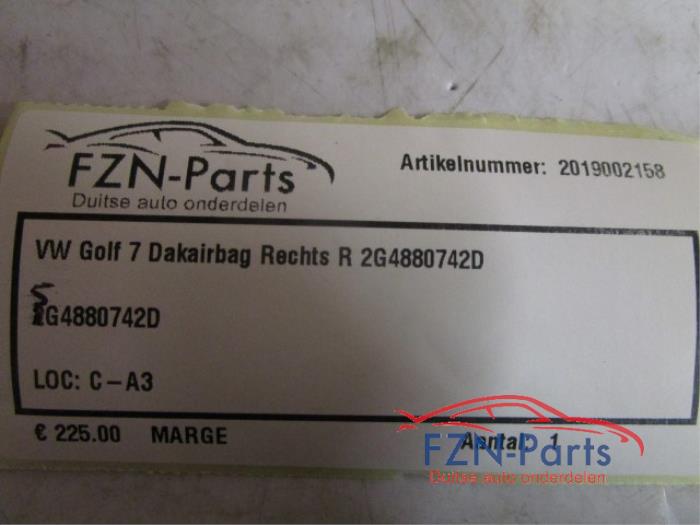 FZN-Parts
Duitse auto onderdelen
Artikelnummer: 2019002158
VW Golf 7 Dakairbag Rechts R 2G4880742D
5
2G4880742D
LOC: C-A3
€ 225.00 MARGE
Aantal: 1
FZN-Parts
Duitse auto onderdelen